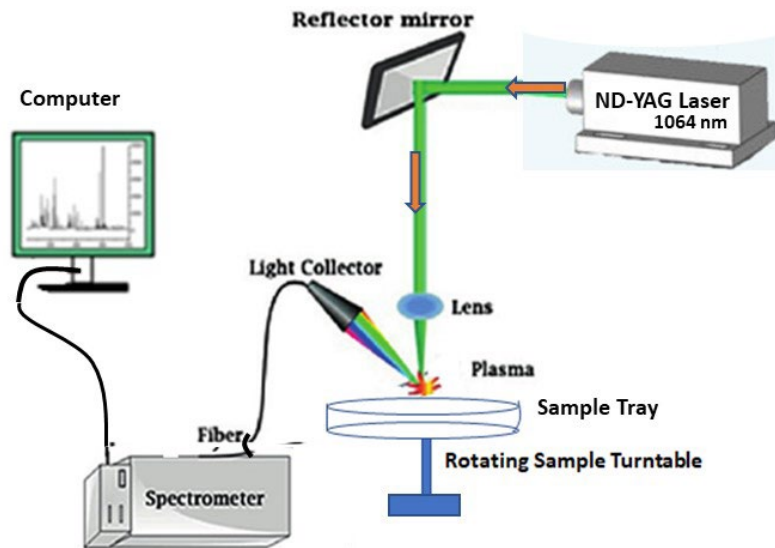 Reflector mirror
Computer
ND-YAG Laser
1064 nm
Light Collector
Lens
Plasma
Sample Tray
Fiber
Rotating Sample Turntable
Spectrometer